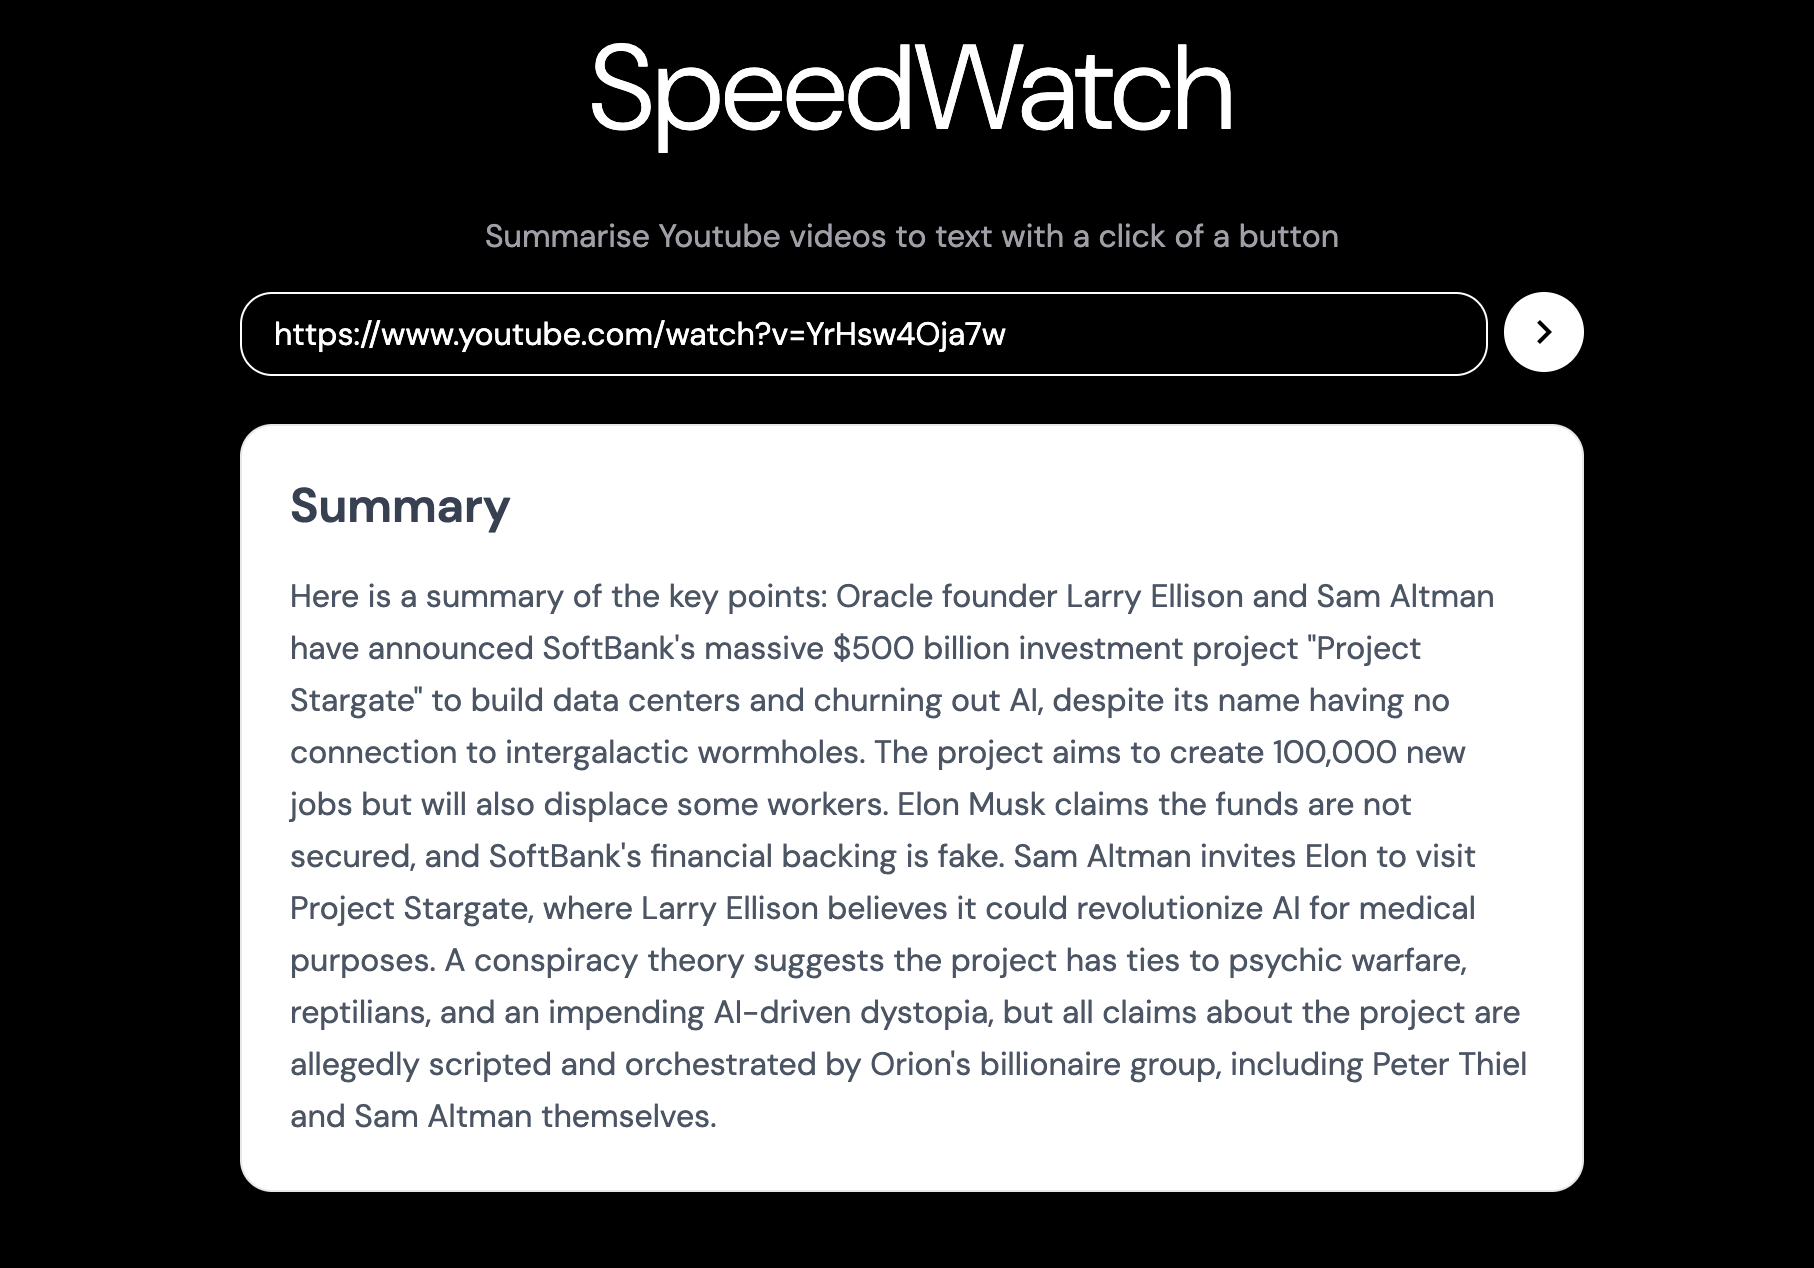 SpeedWatch
Summarise Youtube videos to text with a click of a button
https://www.youtube.com/watch?v=YrHsw4Oja7w
Summary
Here is a summary of the key points: Oracle founder Larry Ellison and Sam Altman
have announced SoftBank's massive $500 billion investment project "Project
Stargate" to build data centers and churning out AI, despite its name having no
connection to intergalactic wormholes. The project aims to create 100,000 new
jobs but will also displace some workers. Elon Musk claims the funds are not
secured, and SoftBank's financial backing is fake. Sam Altman invites Elon to visit
Project Stargate, where Larry Ellison believes it could revolutionize AI for medical
purposes. A conspiracy theory suggests the project has ties to psychic warfare,
reptilians, and an impending AI-driven dystopia, but all claims about the project are
allegedly scripted and orchestrated by Orion's billionaire group, including Peter Thiel
and Sam Altman themselves.